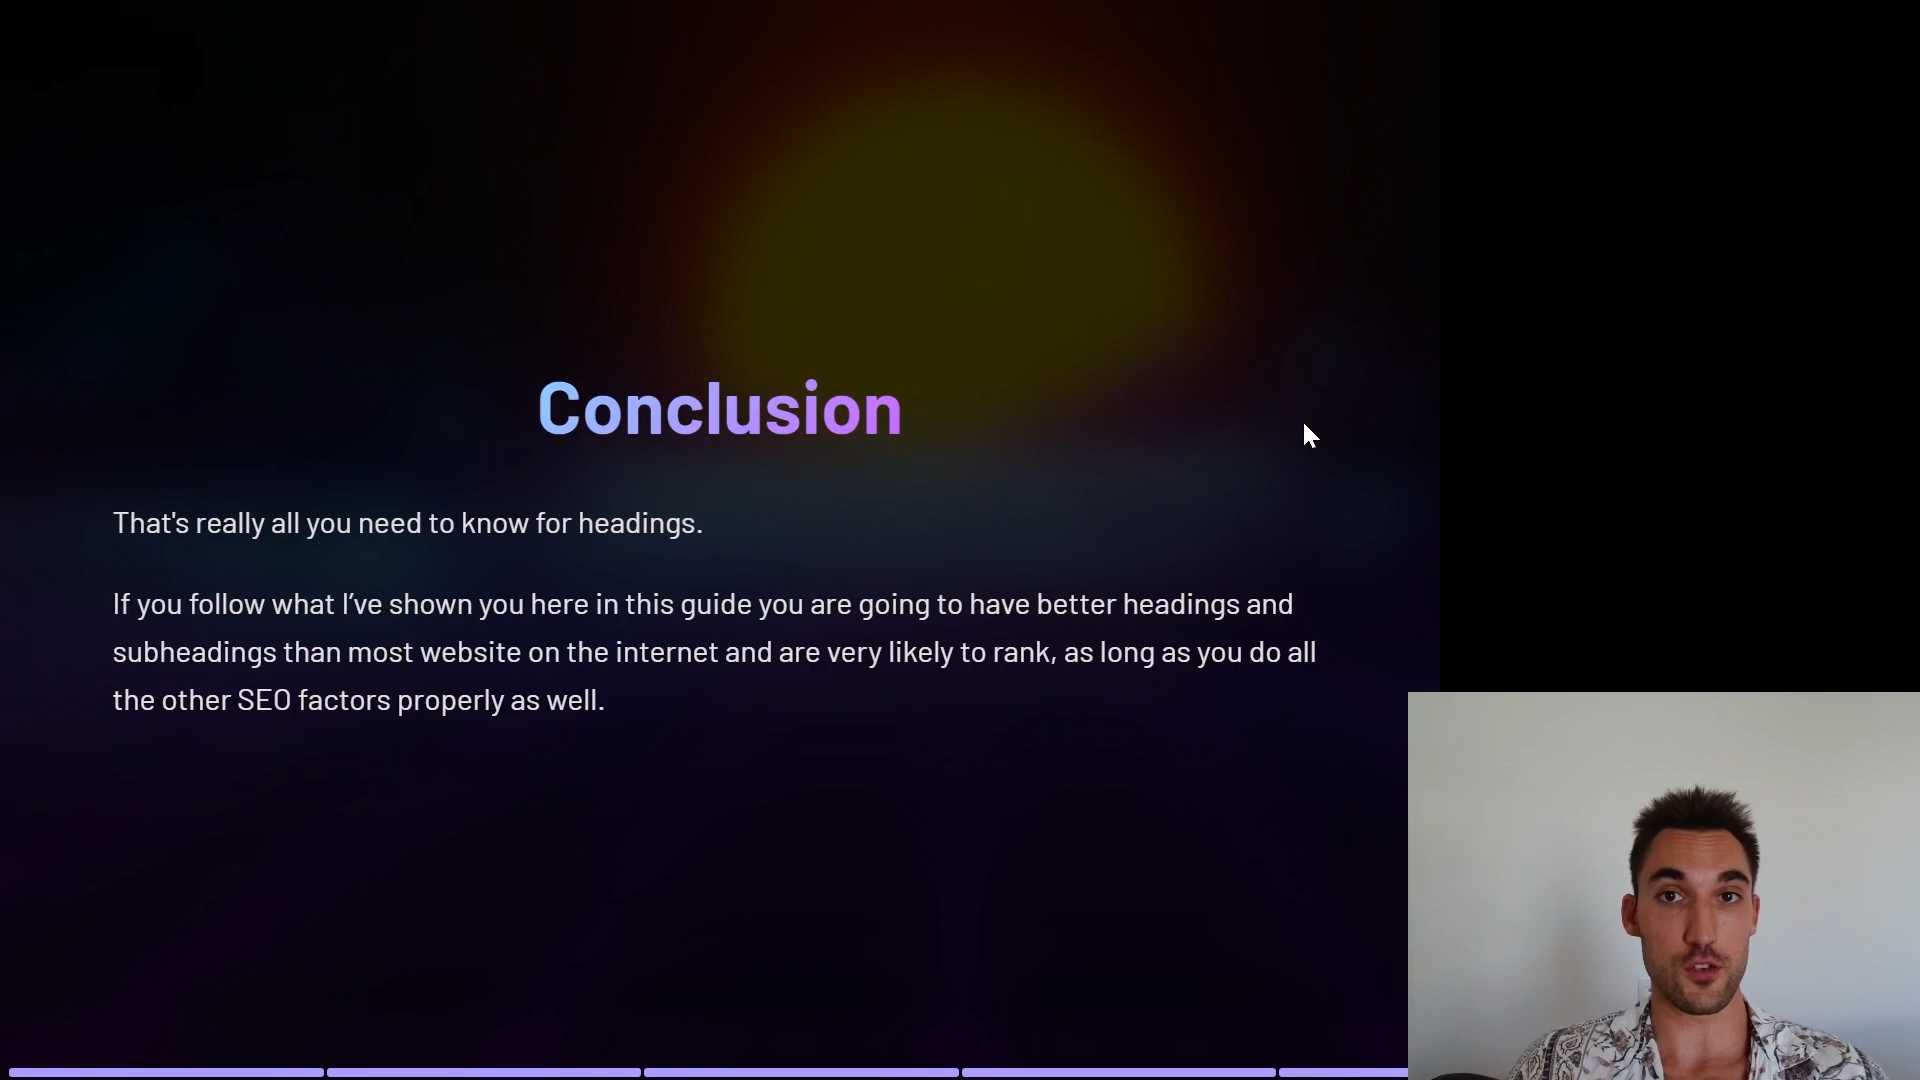 Conclusion
That's really all you need to know for headings.
If you follow what I’ve shown you here in this guide you are going to have better headings and
subheadings than most website on the internet and are very likely to rank, as long as you do all
the other SEO factors properly as well.